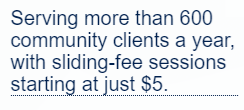 Serving more than 600
community clients a year,
with sliding-fee sessions
starting at just $5.